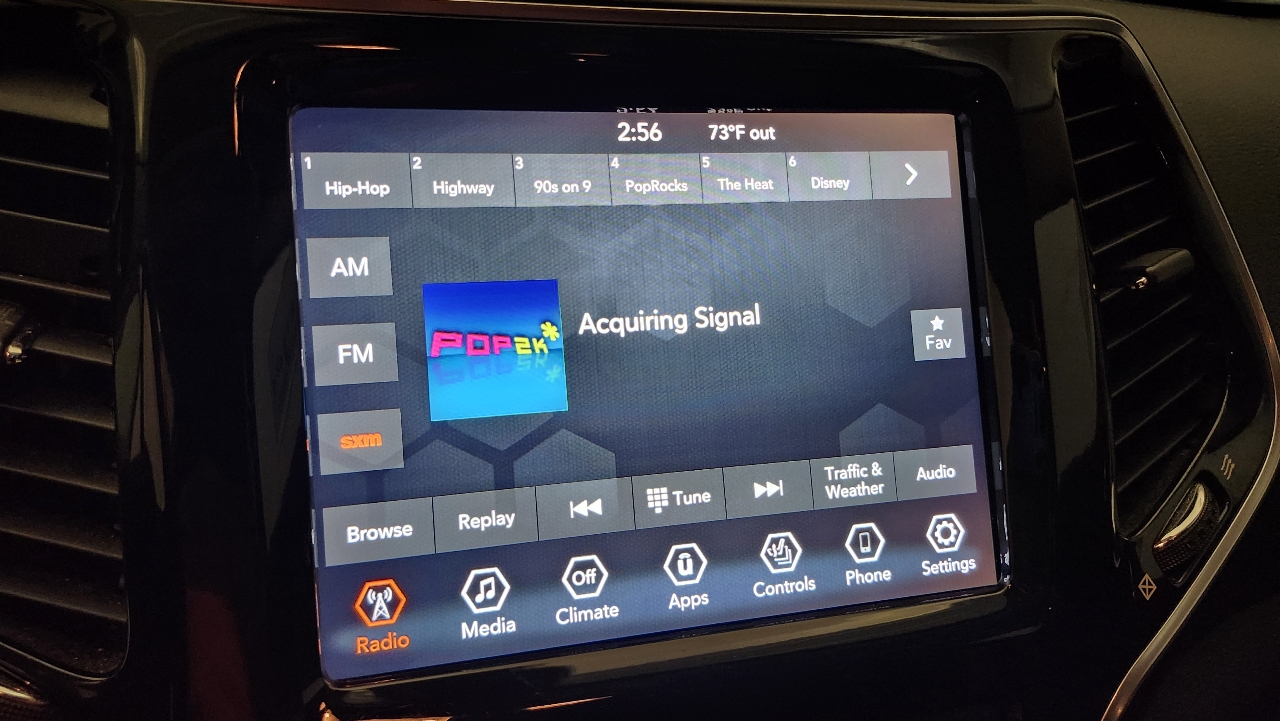 2:56
73°F out
1 Hip-Hop
2 Highway
3 90s on 9
4 PopRocks
5 The Heat
6 Disney
AM
FM
sxm
POP2K
Acquiring Signal
Fav
Browse
Replay
Tune
Traffic &
Weather
Audio
Radio
Media
Off
Climate
Apps
Controls
Phone
Settings